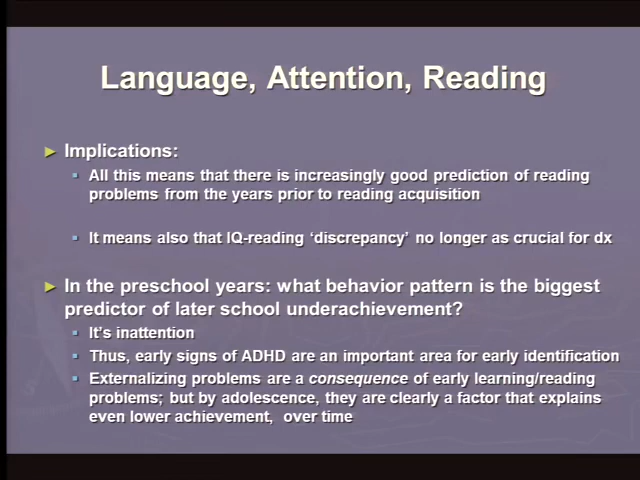 Language, Attention, Reading
► Implications:
▪ All this means that there is increasingly good prediction of reading
problems from the years prior to reading acquisition
▪ It means also that IQ-reading ‘discrepancy’ no longer as crucial for dx
► In the preschool years: what behavior pattern is the biggest
predictor of later school underachievement?
▪ It’s inattention
▪ Thus, early signs of ADHD are an important area for early identification
▪ Externalizing problems are a consequence of early learning/reading
problems; but by adolescence, they are clearly a factor that explains
even lower achievement, over time